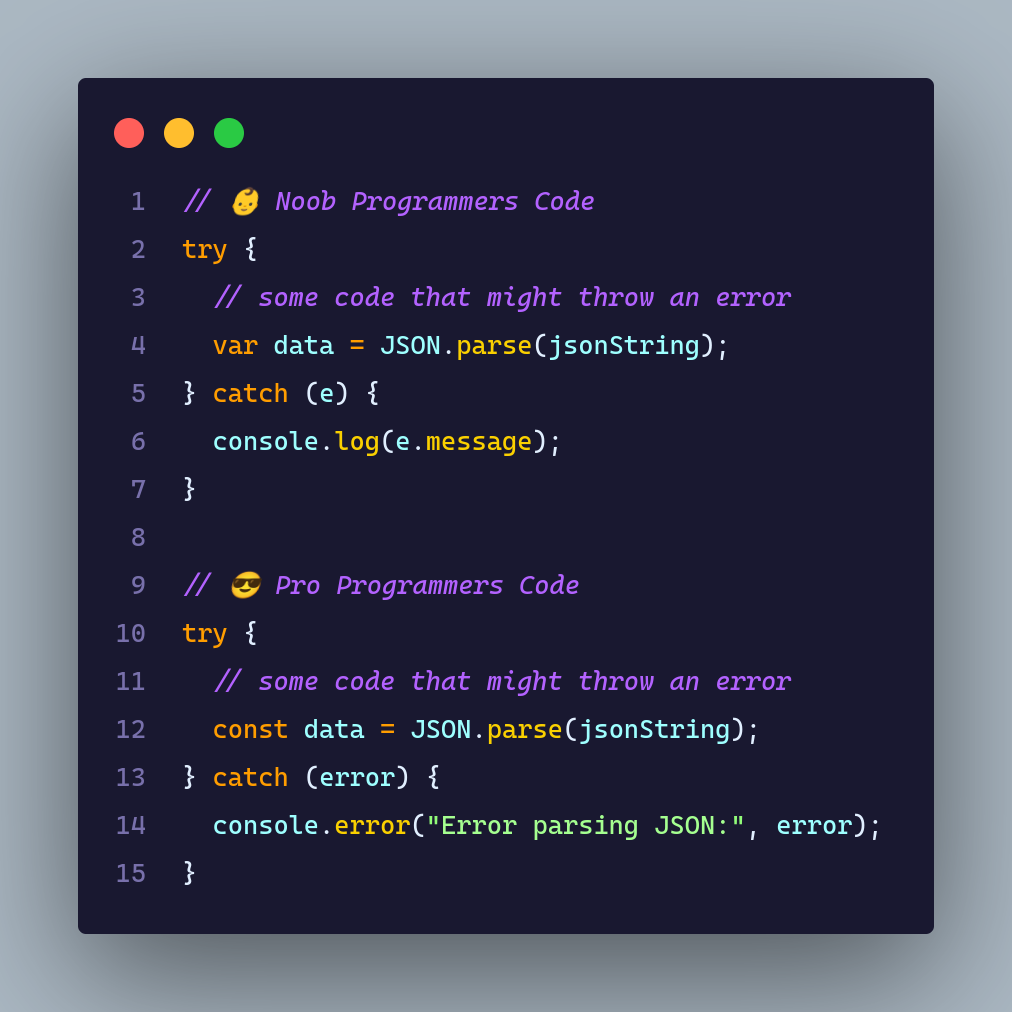 1 // 👶 Noob Programmers Code
2 try {
3   // some code that might throw an error
4   var data = JSON.parse(jsonString);
5 } catch (e) {
6   console.log(e.message);
7 }
8
9 // 😎 Pro Programmers Code
10 try {
11   // some code that might throw an error
12   const data = JSON.parse(jsonString);
13 } catch (error) {
14   console.error("Error parsing JSON:", error);
15 }